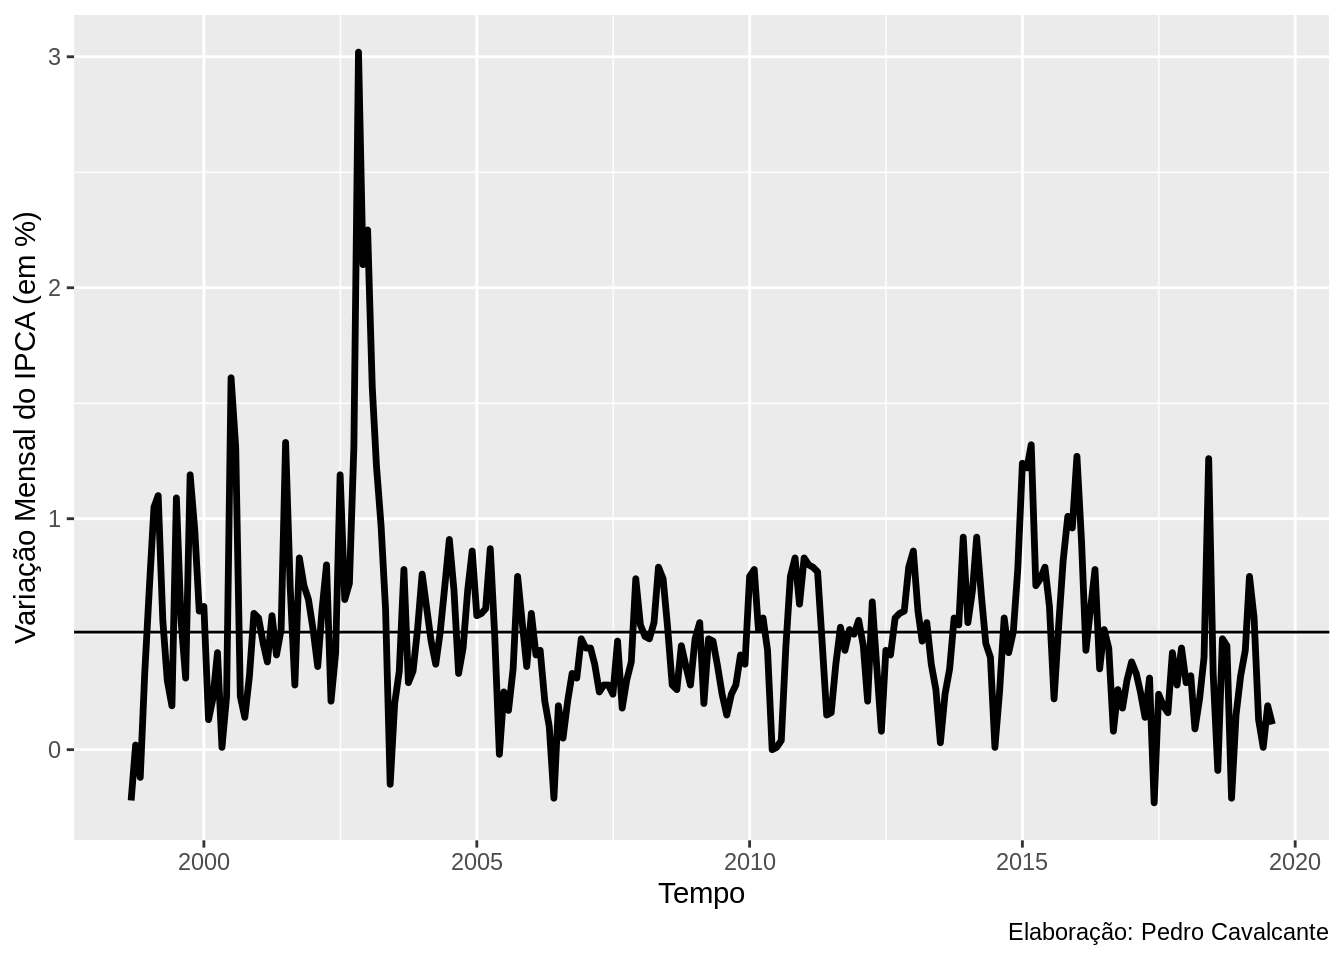 Variação Mensal do IPCA (em %)
3
2
1
0
2000 2005 2010 2015 2020
Tempo
Elaboração: Pedro Cavalcante